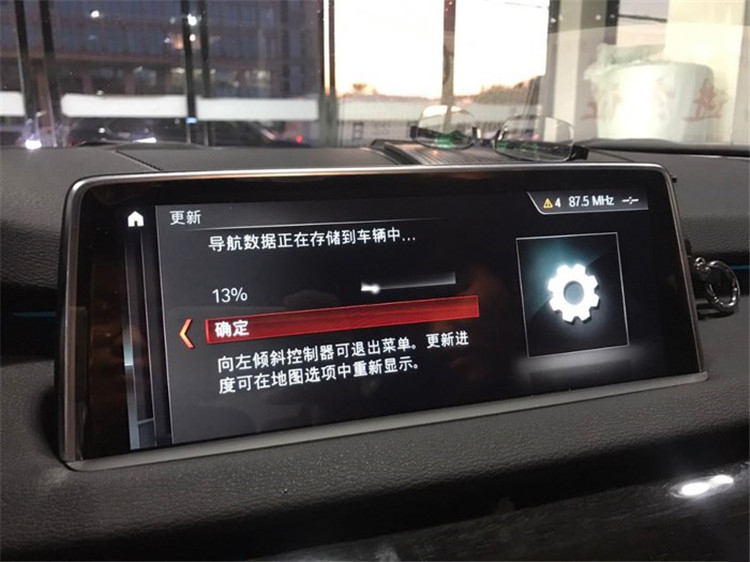 更新
4 87.5 MHz
导航数据正在存储到车辆中...
13%
确定
向左倾斜控制器可退出菜单。更新进
度可在地图选项中重新显示。